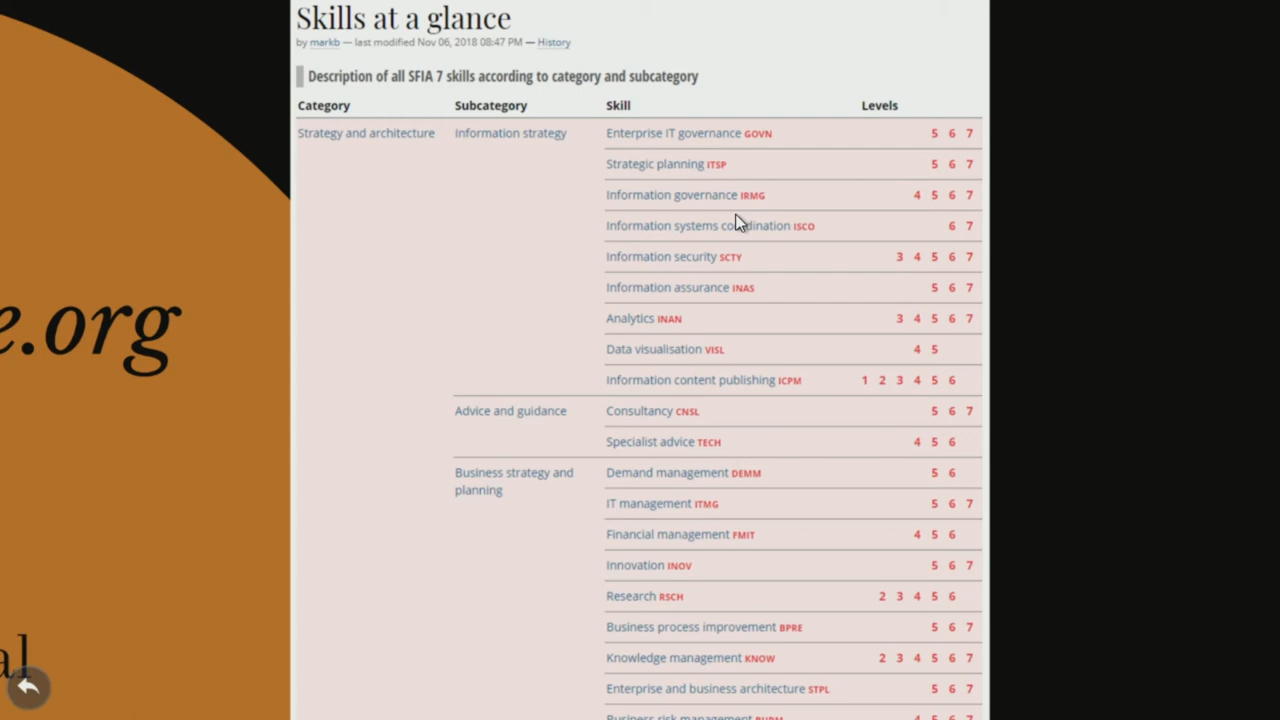 Skills at a glance
by markb — last modified Nov 06, 2018 08:47 PM — History
Description of all SFIA 7 skills according to category and subcategory
Category Subcategory Skill Levels
Strategy and architecture Information strategy Enterprise IT governance GOVN 5 6 7
Strategic planning ITSP 5 6 7
Information governance IRMG 4 5 6 7
Information systems coordination ISCO 6 7
Information security SCTY 3 4 5 6 7
Information assurance INAS 5 6 7
e.org
Analytics INAN 3 4 5 6 7
Data visualisation VISL 4 5
Information content publishing ICPM 1 2 3 4 5 6
Advice and guidance Consultancy CNSL 5 6 7
Specialist advice TECH 4 5 6
Business strategy and planning Demand management DEMM 5 6
IT management ITMG 5 6 7
Financial management FMIT 4 5 6
Innovation INOV 5 6 7
Research RSCH 2 3 4 5 6
Business process improvement BPRE 5 6 7
al
Knowledge management KNOW 2 3 4 5 6 7
Enterprise and business architecture STPL 5 6 7
Business risk management BURM 4 5 6 7